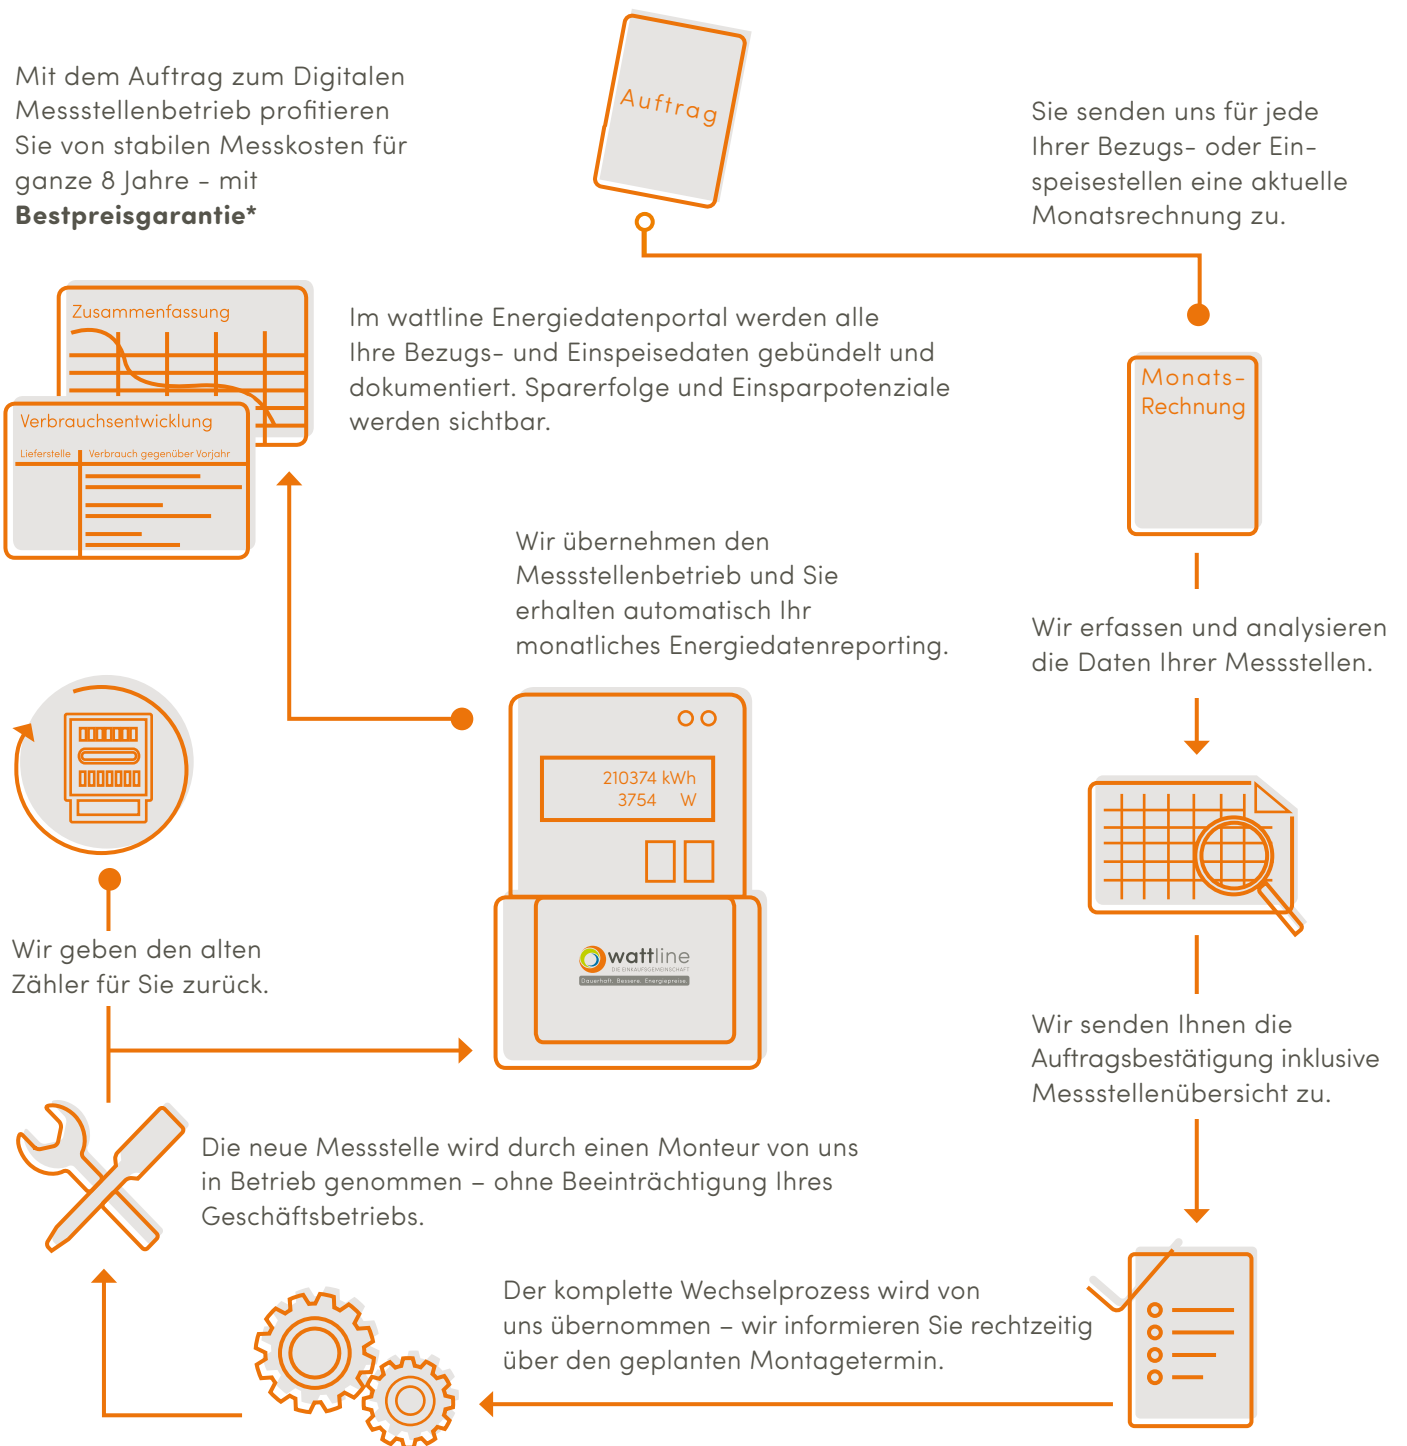 Mit dem Auftrag zum Digitalen
Messstellenbetrieb profitieren
Sie von stabilen Messkosten für
ganze 8 Jahre - mit
Bestpreisgarantie*
Auftrag
Sie senden uns für jede
Ihrer Bezugs- oder Ein-
speisestellen eine aktuelle
Monatsrechnung zu.
Monats-
Rechnung
Wir erfassen und analysieren
die Daten Ihrer Messstellen.
Wir senden Ihnen die
Auftragsbestätigung inklusive
Messstellenübersicht zu.
Der komplette Wechselprozess wird von
uns übernommen – wir informieren Sie rechtzeitig
über den geplanten Montagetermin.
Die neue Messstelle wird durch einen Monteur von uns
in Betrieb genommen – ohne Beeinträchtigung Ihres
Geschäftsbetriebs.
Wir geben den alten
Zähler für Sie zurück.
Wir übernehmen den
Messstellenbetrieb und Sie
erhalten automatisch Ihr
monatliches Energiedatenreporting.
210374 kWh
3754 W
wattline
DIE EINKAUFSGEMEINSCHAFT
Dauerhaft. Bessere. Energiepreise.
Im wattline Energiedatenportal werden alle
Ihre Bezugs- und Einspeisedaten gebündelt und
dokumentiert. Sparerfolge und Einsparpotenziale
werden sichtbar.
Zusammenfassung
Verbrauchsentwicklung
Lieferstelle Verbrauch gegenüber Vorjahr